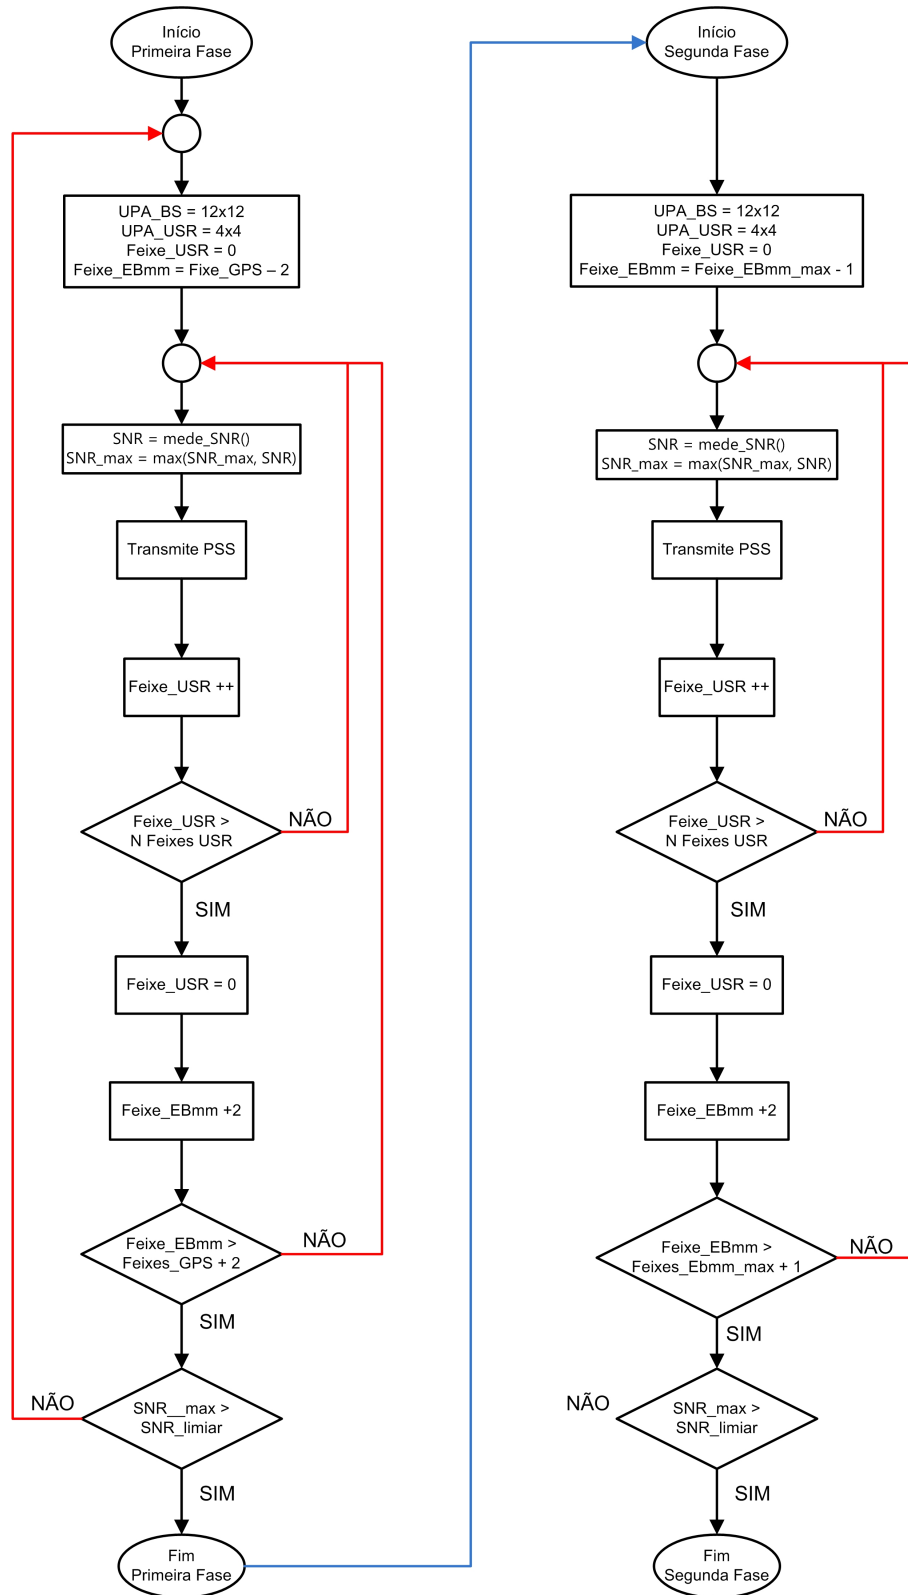 Início
Primeira Fase
UPA_BS = 12x12
UPA_USR = 4x4
Feixe_USR = 0
Feixe_EBmm = Fixe_GPS – 2
SNR = mede_SNR()
SNR_max = max(SNR_max, SNR)
Transmite PSS
Feixe_USR ++
Feixe_USR >
N Feixes USR
NÃO
SIM
Feixe_USR = 0
Feixe_EBmm +2
Feixe_EBmm >
Feixes_GPS + 2
NÃO
SIM
SNR__max >
SNR_limiar
NÃO
SIM
Fim
Primeira Fase
Início
Segunda Fase
UPA_BS = 12x12
UPA_USR = 4x4
Feixe_USR = 0
Feixe_EBmm = Feixe_EBmm_max - 1
SNR = mede_SNR()
SNR_max = max(SNR_max, SNR)
Transmite PSS
Feixe_USR ++
Feixe_USR >
N Feixes USR
NÃO
SIM
Feixe_USR = 0
Feixe_EBmm +2
Feixe_EBmm >
Feixes_Ebmm_max + 1
NÃO
SIM
SNR_max >
SNR_limiar
NÃO
SIM
Fim
Segunda Fase